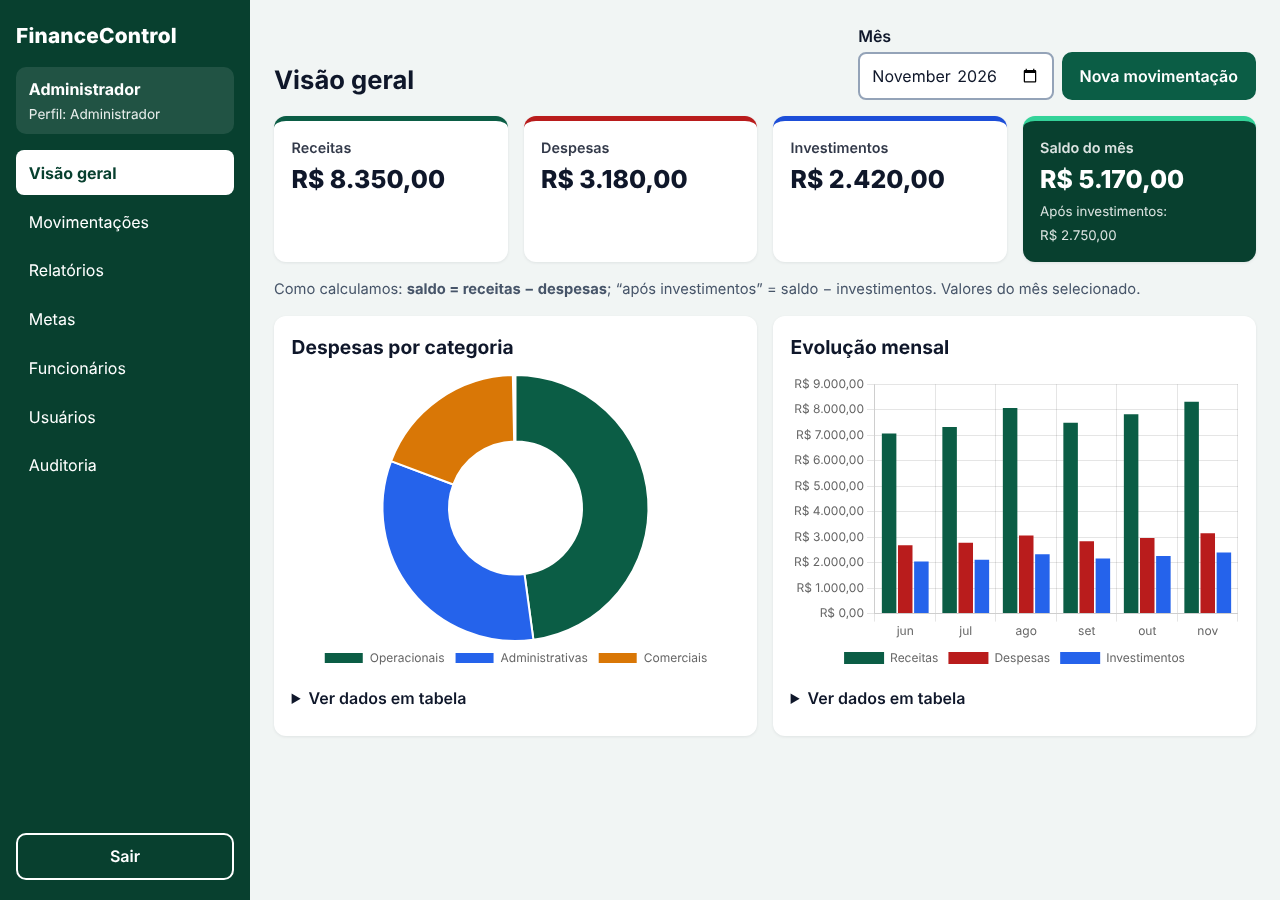 FinanceControl
Administrador
Perfil: Administrador
Visão geral
Movimentações
Relatórios
Metas
Funcionários
Usuários
Auditoria
Sair
Visão geral
Mês
November 2026
Nova movimentação
Receitas
R$ 8.350,00
Despesas
R$ 3.180,00
Investimentos
R$ 2.420,00
Saldo do mês
R$ 5.170,00
Após investimentos:
R$ 2.750,00
Como calculamos: saldo = receitas − despesas; “após investimentos” = saldo − investimentos. Valores do mês selecionado.
Despesas por categoria
Operacionais Administrativas Comerciais
▶ Ver dados em tabela
Evolução mensal
R$ 9.000,00
R$ 8.000,00
R$ 7.000,00
R$ 6.000,00
R$ 5.000,00
R$ 4.000,00
R$ 3.000,00
R$ 2.000,00
R$ 1.000,00
R$ 0,00
jun jul ago set out nov
Receitas Despesas Investimentos
▶ Ver dados em tabela